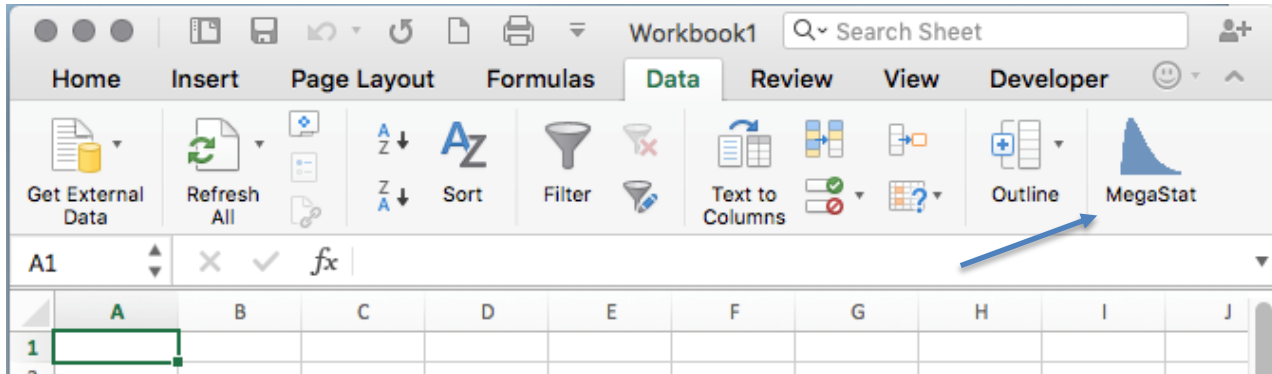 Workbook1 Search Sheet
Home Insert Page Layout Formulas Data Review View Developer
Get External Data Refresh All A Z Z A AZ Sort Filter Text to Columns ? Outline MegaStat
A1 fx
A B C D E F G H I J
1